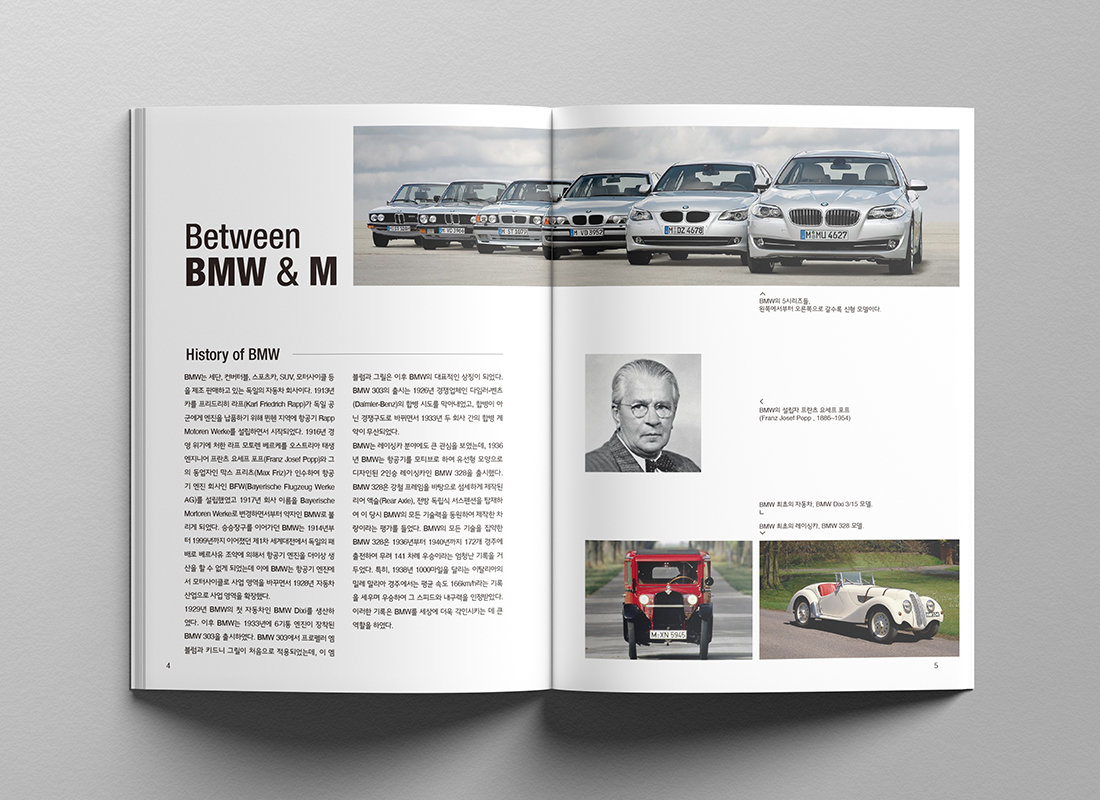 Between
BMW & M
M DZ 4678
M MU 4627
BMW의 5시리즈들.
왼쪽에서부터 오른쪽으로 갈수록 신형 모델이다.
History of BMW
BMW는 세단, 컨버터블, 스포츠카, SUV, 모터사이클 등
을 제조 판매하고 있는 독일의 자동차 회사이다. 1913년
카를 프리드리히 라프(Karl Friedrich Rapp)가 독일 공
군에게 엔진을 납품하기 위해 뮌헨 지역에 항공기 Rapp
Motoren Werke를 설립하면서 시작되었다. 1916년 경
영 위기에 처한 라프 모토렌 베르케를 오스트리아 태생
엔지니어 프란츠 요세프 포프(Franz Josef Popp)와 그
의 동업자인 막스 프리츠(Max Friz)가 인수하여 항공
기 엔진 회사인 BFW(Bayerische Flugzeug Werke
AG)를 설립했었고 1917년 회사 이름을 Bayerische
Mortoren Werke로 변경하면서부터 약자인 BMW로 불
리게 되었다. 승승장구를 이어가던 BMW는 1914년부
터 1999년까지 이어졌던 제1차 세계대전에서 독일의 패
배로 베르사유 조약에 의해서 항공기 엔진을 더이상 생
산을 할 수 없게 되었는데 이에 BMW는 항공기 엔진에
서 모터사이클로 사업 영역을 바꾸면서 1928년 자동차
산업으로 사업 영역을 확장했다.
1929년 BMW의 첫 자동차인 BMW Dixi를 생산하
였다. 이후 BMW는 1933년에 6기통 엔진이 장착된
BMW 303을 출시하였다. BMW 303에서 프로펠러 엠
블럼과 키드니 그릴이 처음으로 적용되었는데, 이 엠
블럼과 그릴은 이후 BMW의 대표적인 상징이 되었다.
BMW 303의 출시는 1926년 경쟁업체인 다임러-벤츠
(Daimler-Benz)의 합병 시도를 막아내었고, 합병이 아
닌 경쟁구도로 바뀌면서 1933년 두 회사 간의 합병 계
약이 무산되었다.
BMW는 레이싱카 분야에도 큰 관심을 보였는데, 1936
년 BMW는 항공기를 모티브로 하여 유선형 모양으로
디자인된 2인승 레이싱카인 BMW 328을 출시했다.
BMW 328은 강철 프레임을 바탕으로 섬세하게 제작된
리어 액슬(Rear Axle), 전방 독립식 서스펜션을 탑재하
여 이 당시 BMW의 모든 기술력을 동원하여 제작한 차
량이라는 평가를 들었다. BMW의 모든 기술을 집약한
BMW 328은 1936년부터 1940년까지 172개 경주에
출전하여 무려 141 차례 우승이라는 엄청난 기록을 거
두었다. 특히, 1938년 1000마일을 달리는 이탈리아의
밀레 밀리아 경주에서는 평균 속도 166km/h라는 기록
을 세우며 우승하여 그 스피드와 내구력을 인정받았다.
이러한 기록은 BMW를 세상에 더욱 각인시키는 데 큰
역할을 하였다.
BMW의 설립자 프란츠 요세프 포프
(Franz Josef Popp , 1886–1954)
BMW 최초의 자동차, BMW Dixi 3/15 모델.
BMW 최초의 레이싱카, BMW 328 모델.
M-XN 5945
4
5